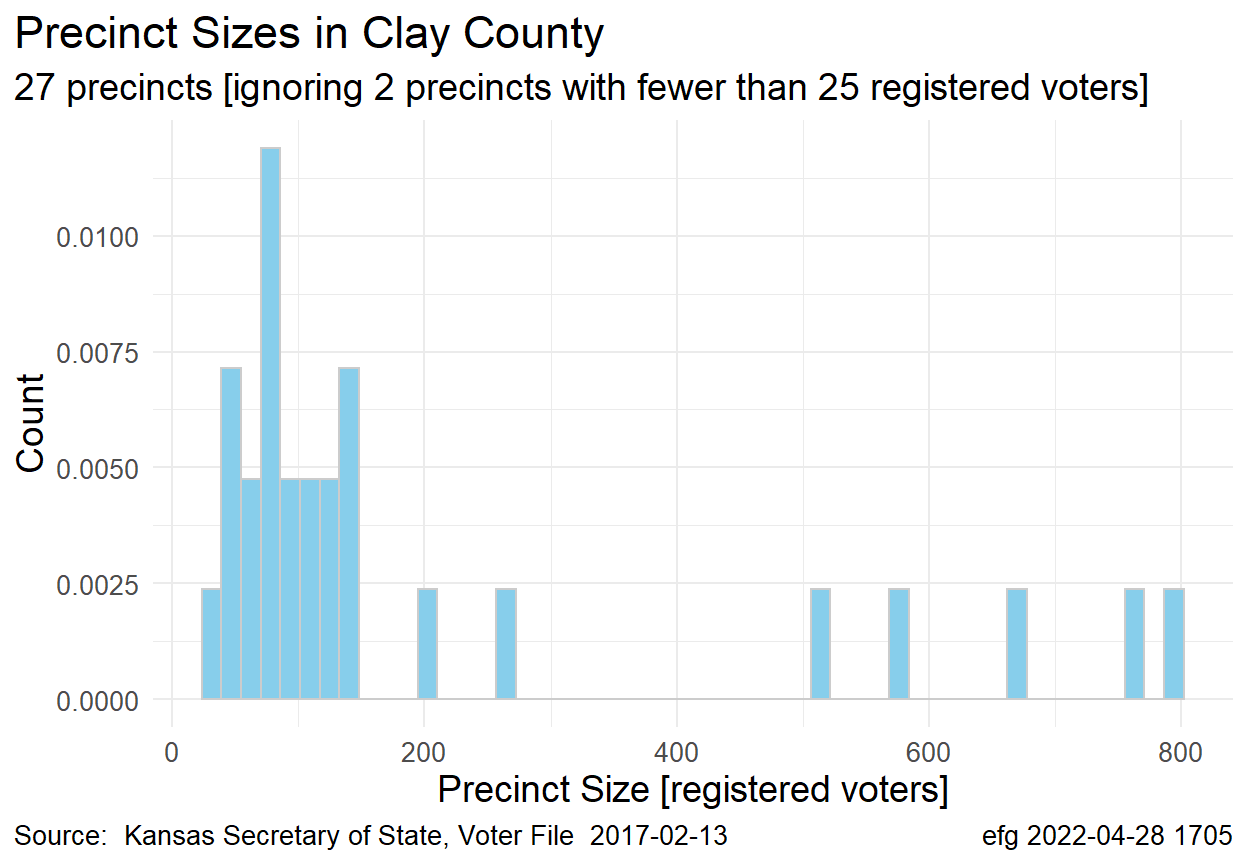 Precinct Sizes in Clay County
27 precincts [ignoring 2 precincts with fewer than 25 registered voters]
0.0100
0.0075
0.0050
0.0025
0.0000
Count
0 200 400 600 800
Precinct Size [registered voters]
Source:  Kansas Secretary of State, Voter File  2017-02-13
efg 2022-04-28 1705